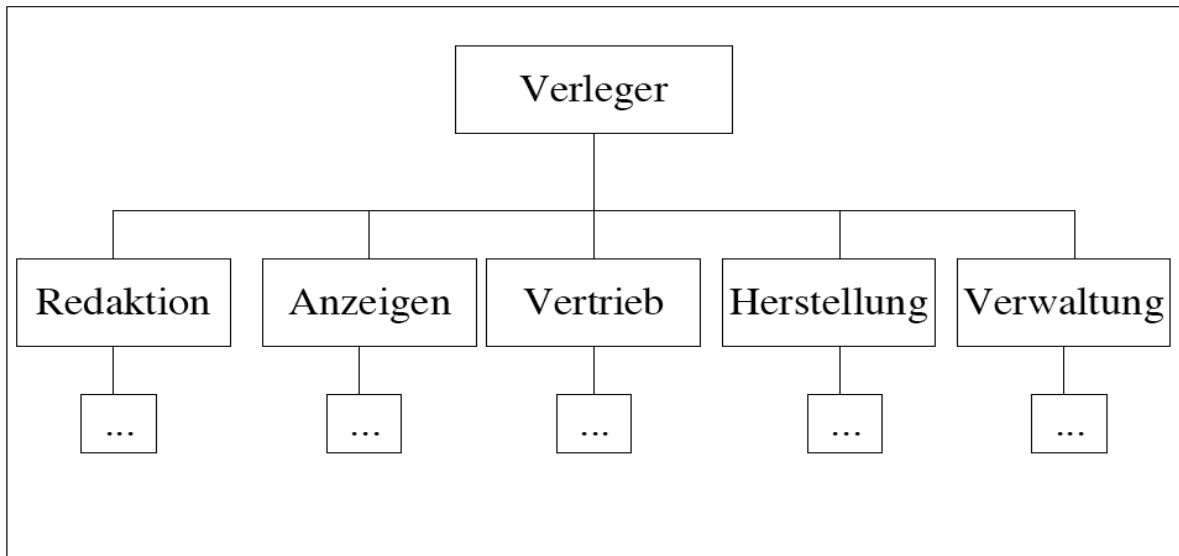 Verleger
Redaktion
Anzeigen
Vertrieb
Herstellung
Verwaltung
...
...
...
...
...